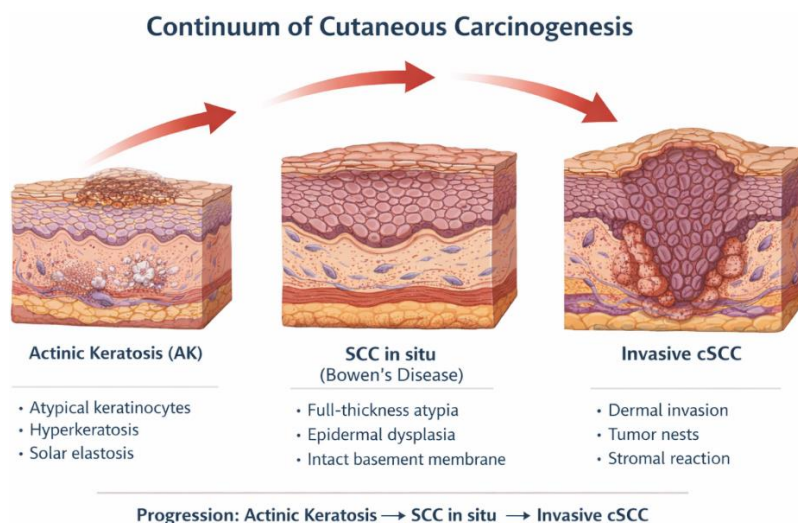 Continuum of Cutaneous Carcinogenesis
Actinic Keratosis (AK)
• Atypical keratinocytes
• Hyperkeratosis
• Solar elastosis
SCC in situ
(Bowen's Disease)
• Full-thickness atypia
• Epidermal dysplasia
• Intact basement membrane
Invasive cSCC
• Dermal invasion
• Tumor nests
• Stromal reaction
Progression: Actinic Keratosis → SCC in situ → Invasive cSCC